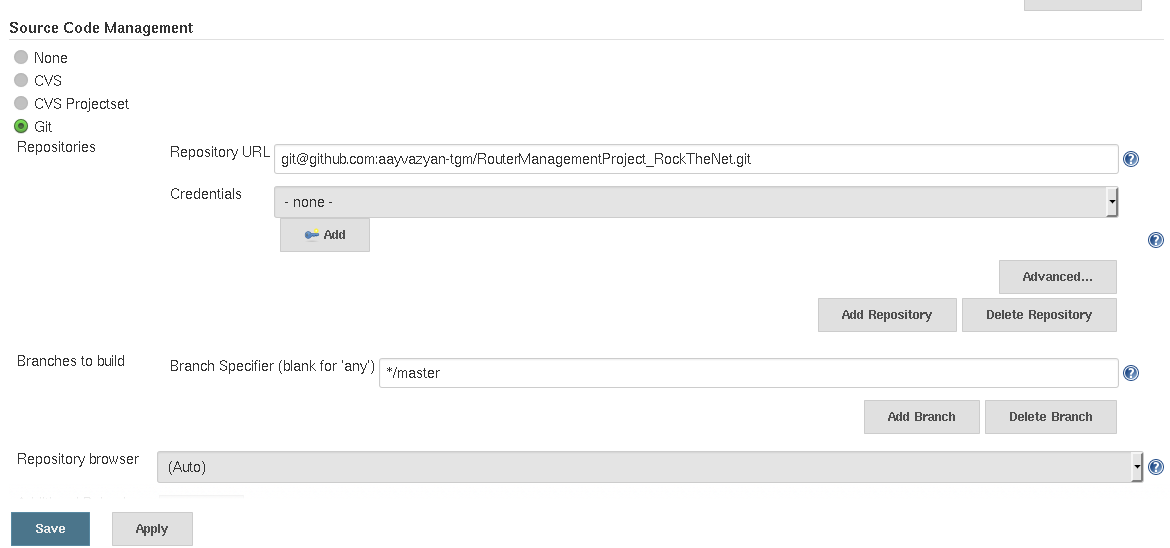 Source Code Management
None
CVS
CVS Projectset
Git
Repositories
Repository URL
git@github.com:aayvazyan-tgm/RouterManagementProject_RockTheNet.git
Credentials
- none -
Add
Advanced...
Add Repository
Delete Repository
Branches to build
Branch Specifier (blank for 'any')
*/master
Add Branch
Delete Branch
Repository browser
(Auto)
Save
Apply